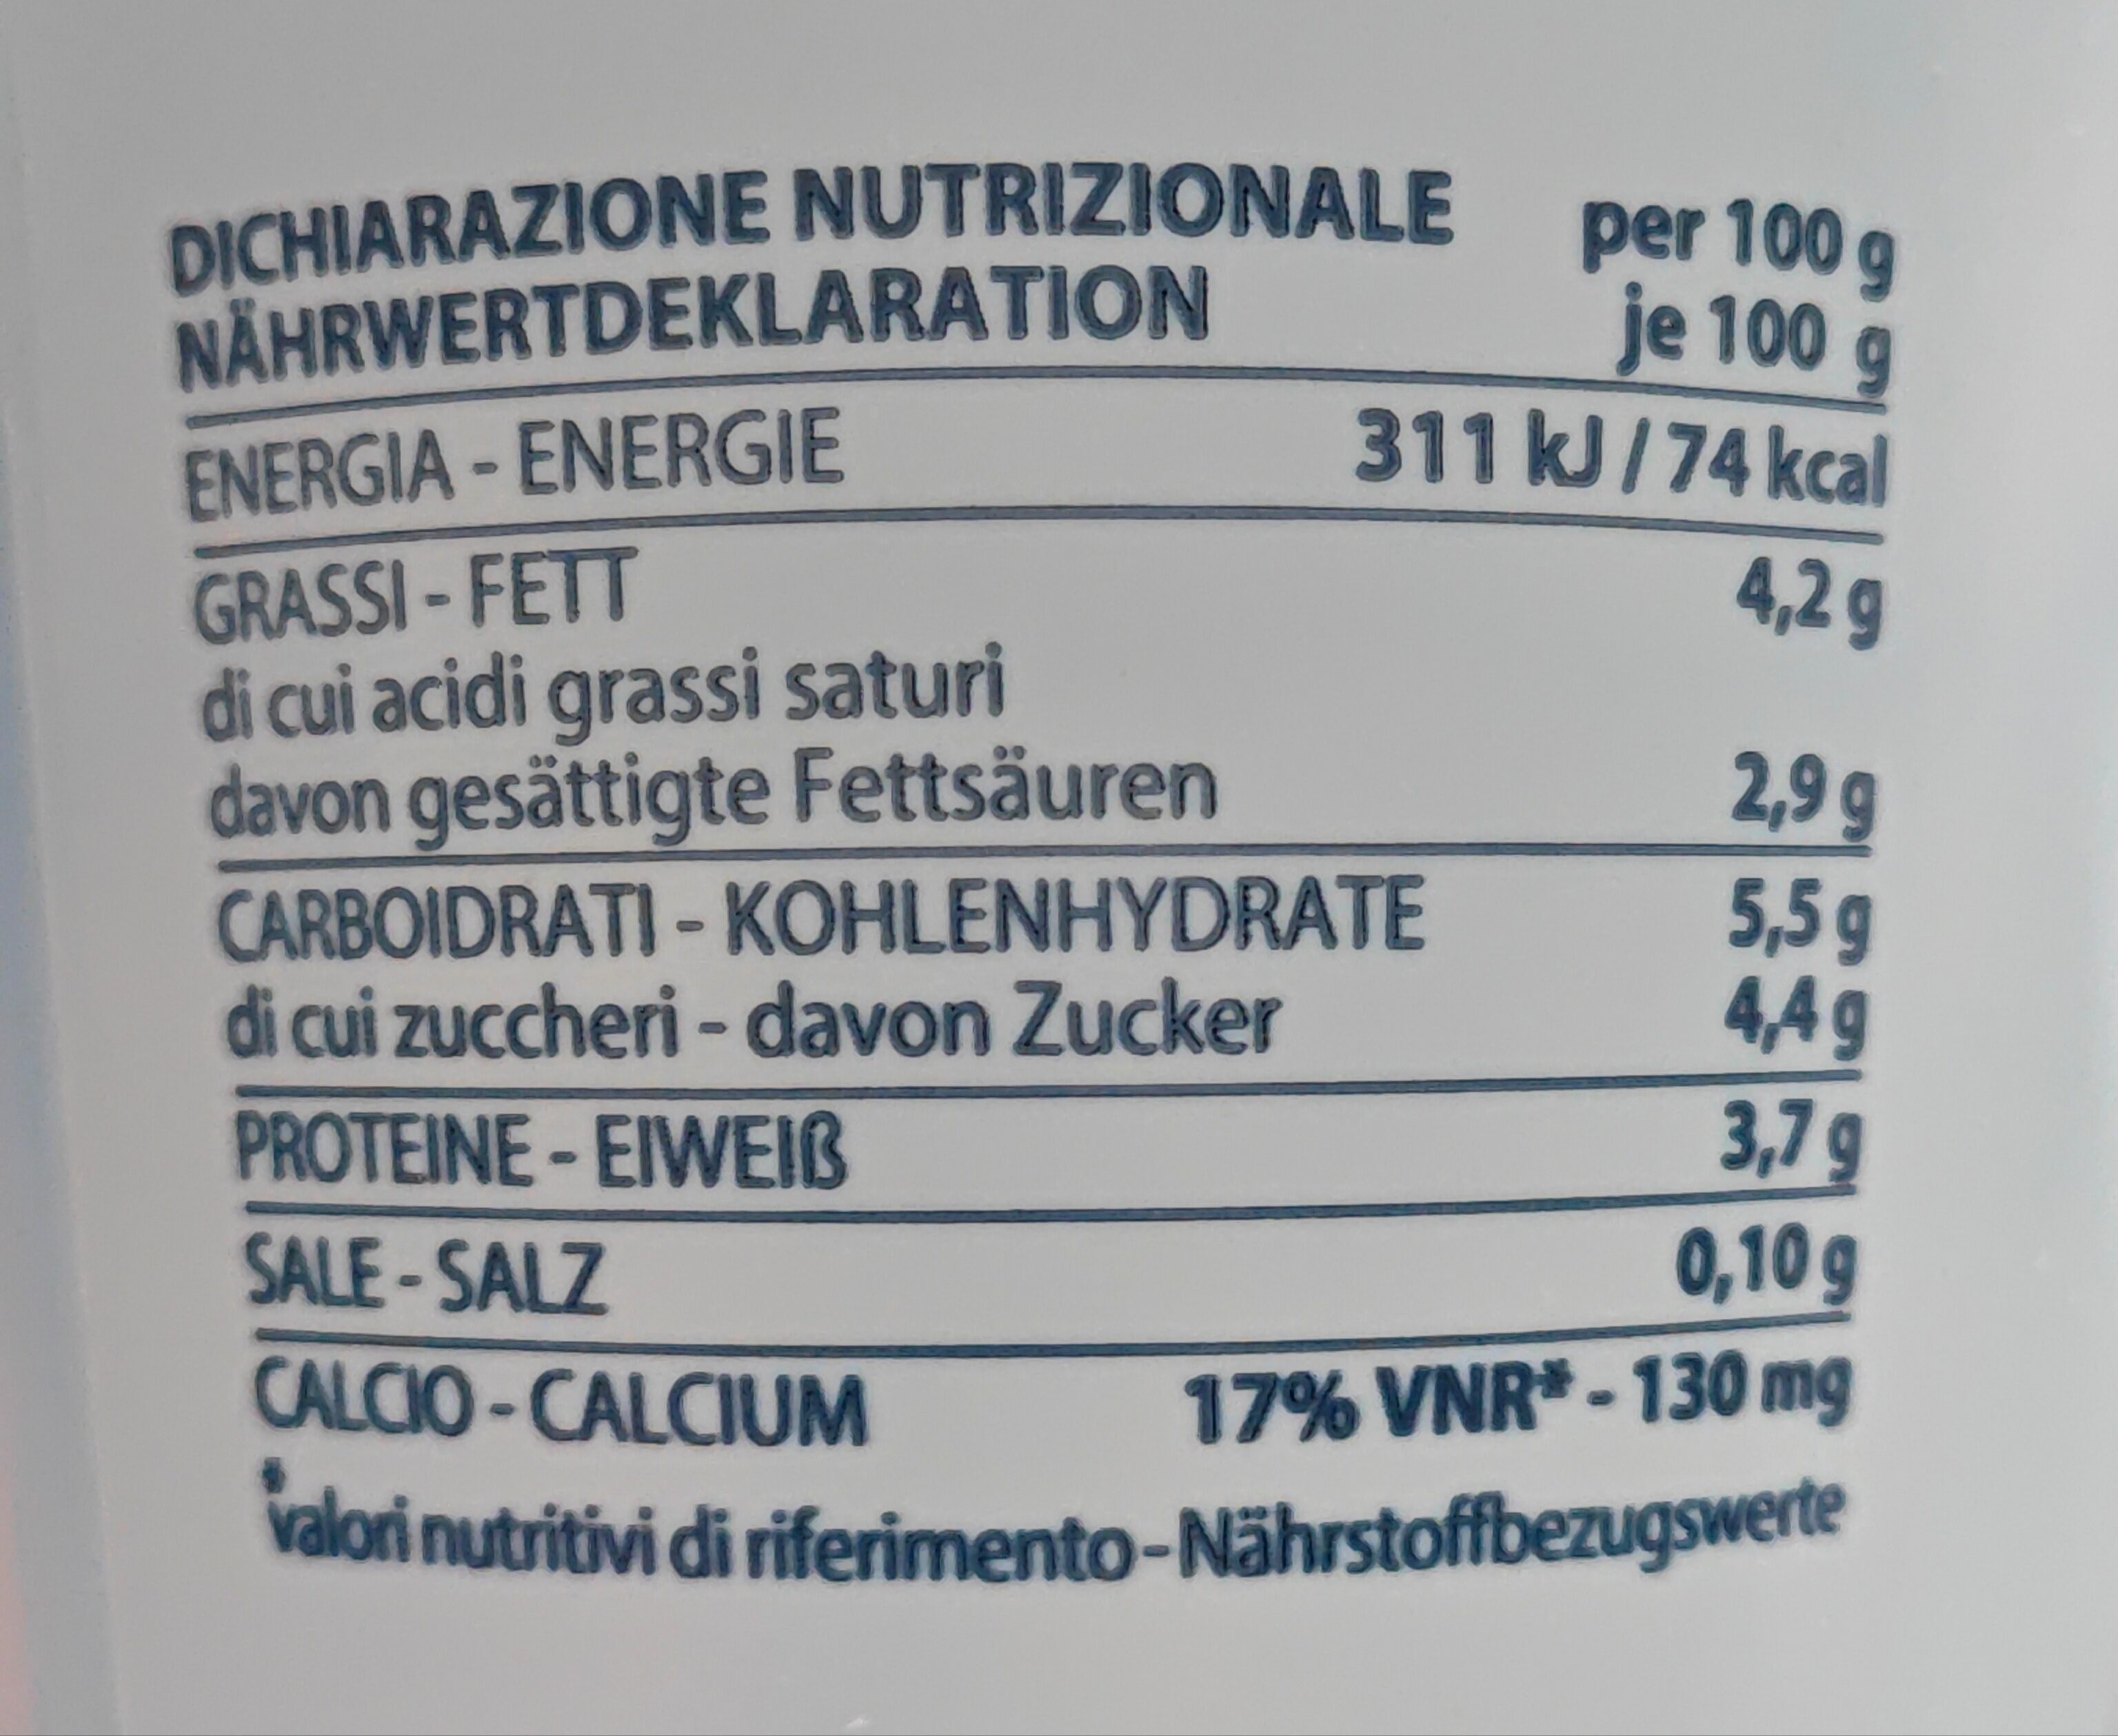 DICHIARAZIONE NUTRIZIONALE per 100 g
NÄHRWERTDEKLARATION je 100 g
ENERGIA - ENERGIE 311 kJ / 74 kcal
GRASSI - FETT 4,2 g
di cui acidi grassi saturi
davon gesättigte Fettsäuren 2,9 g
CARBOIDRATI - KOHLENHYDRATE 5,5 g
di cui zuccheri - davon Zucker 4,4 g
PROTEINE - EIWEIß 3,7 g
SALE - SALZ 0,10 g
CALCIO - CALCIUM 17% VNR* - 130 mg
*valori nutritivi di riferimento - Nährstoffbezugswerte